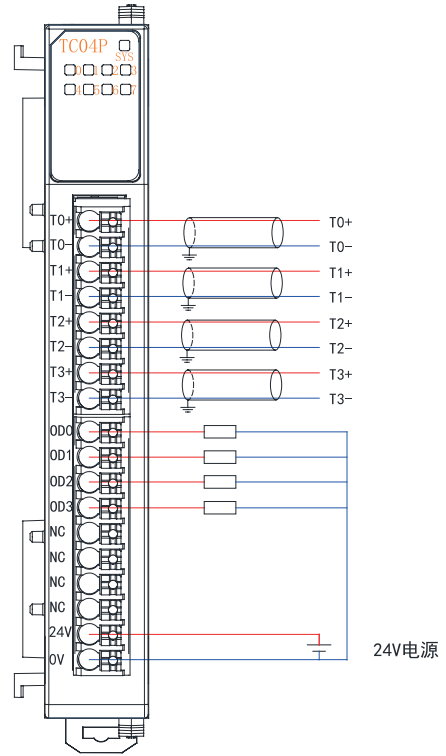 TC04P
SYS
0 1 2 3
4 5 6 7
T0+ T0+
T0- T0-
T1+ T1+
T1- T1-
T2+ T2+
T2- T2-
T3+ T3+
T3- T3-
OD0
OD1
OD2
OD3
NC
NC
NC
NC
24V
0V
24V电源